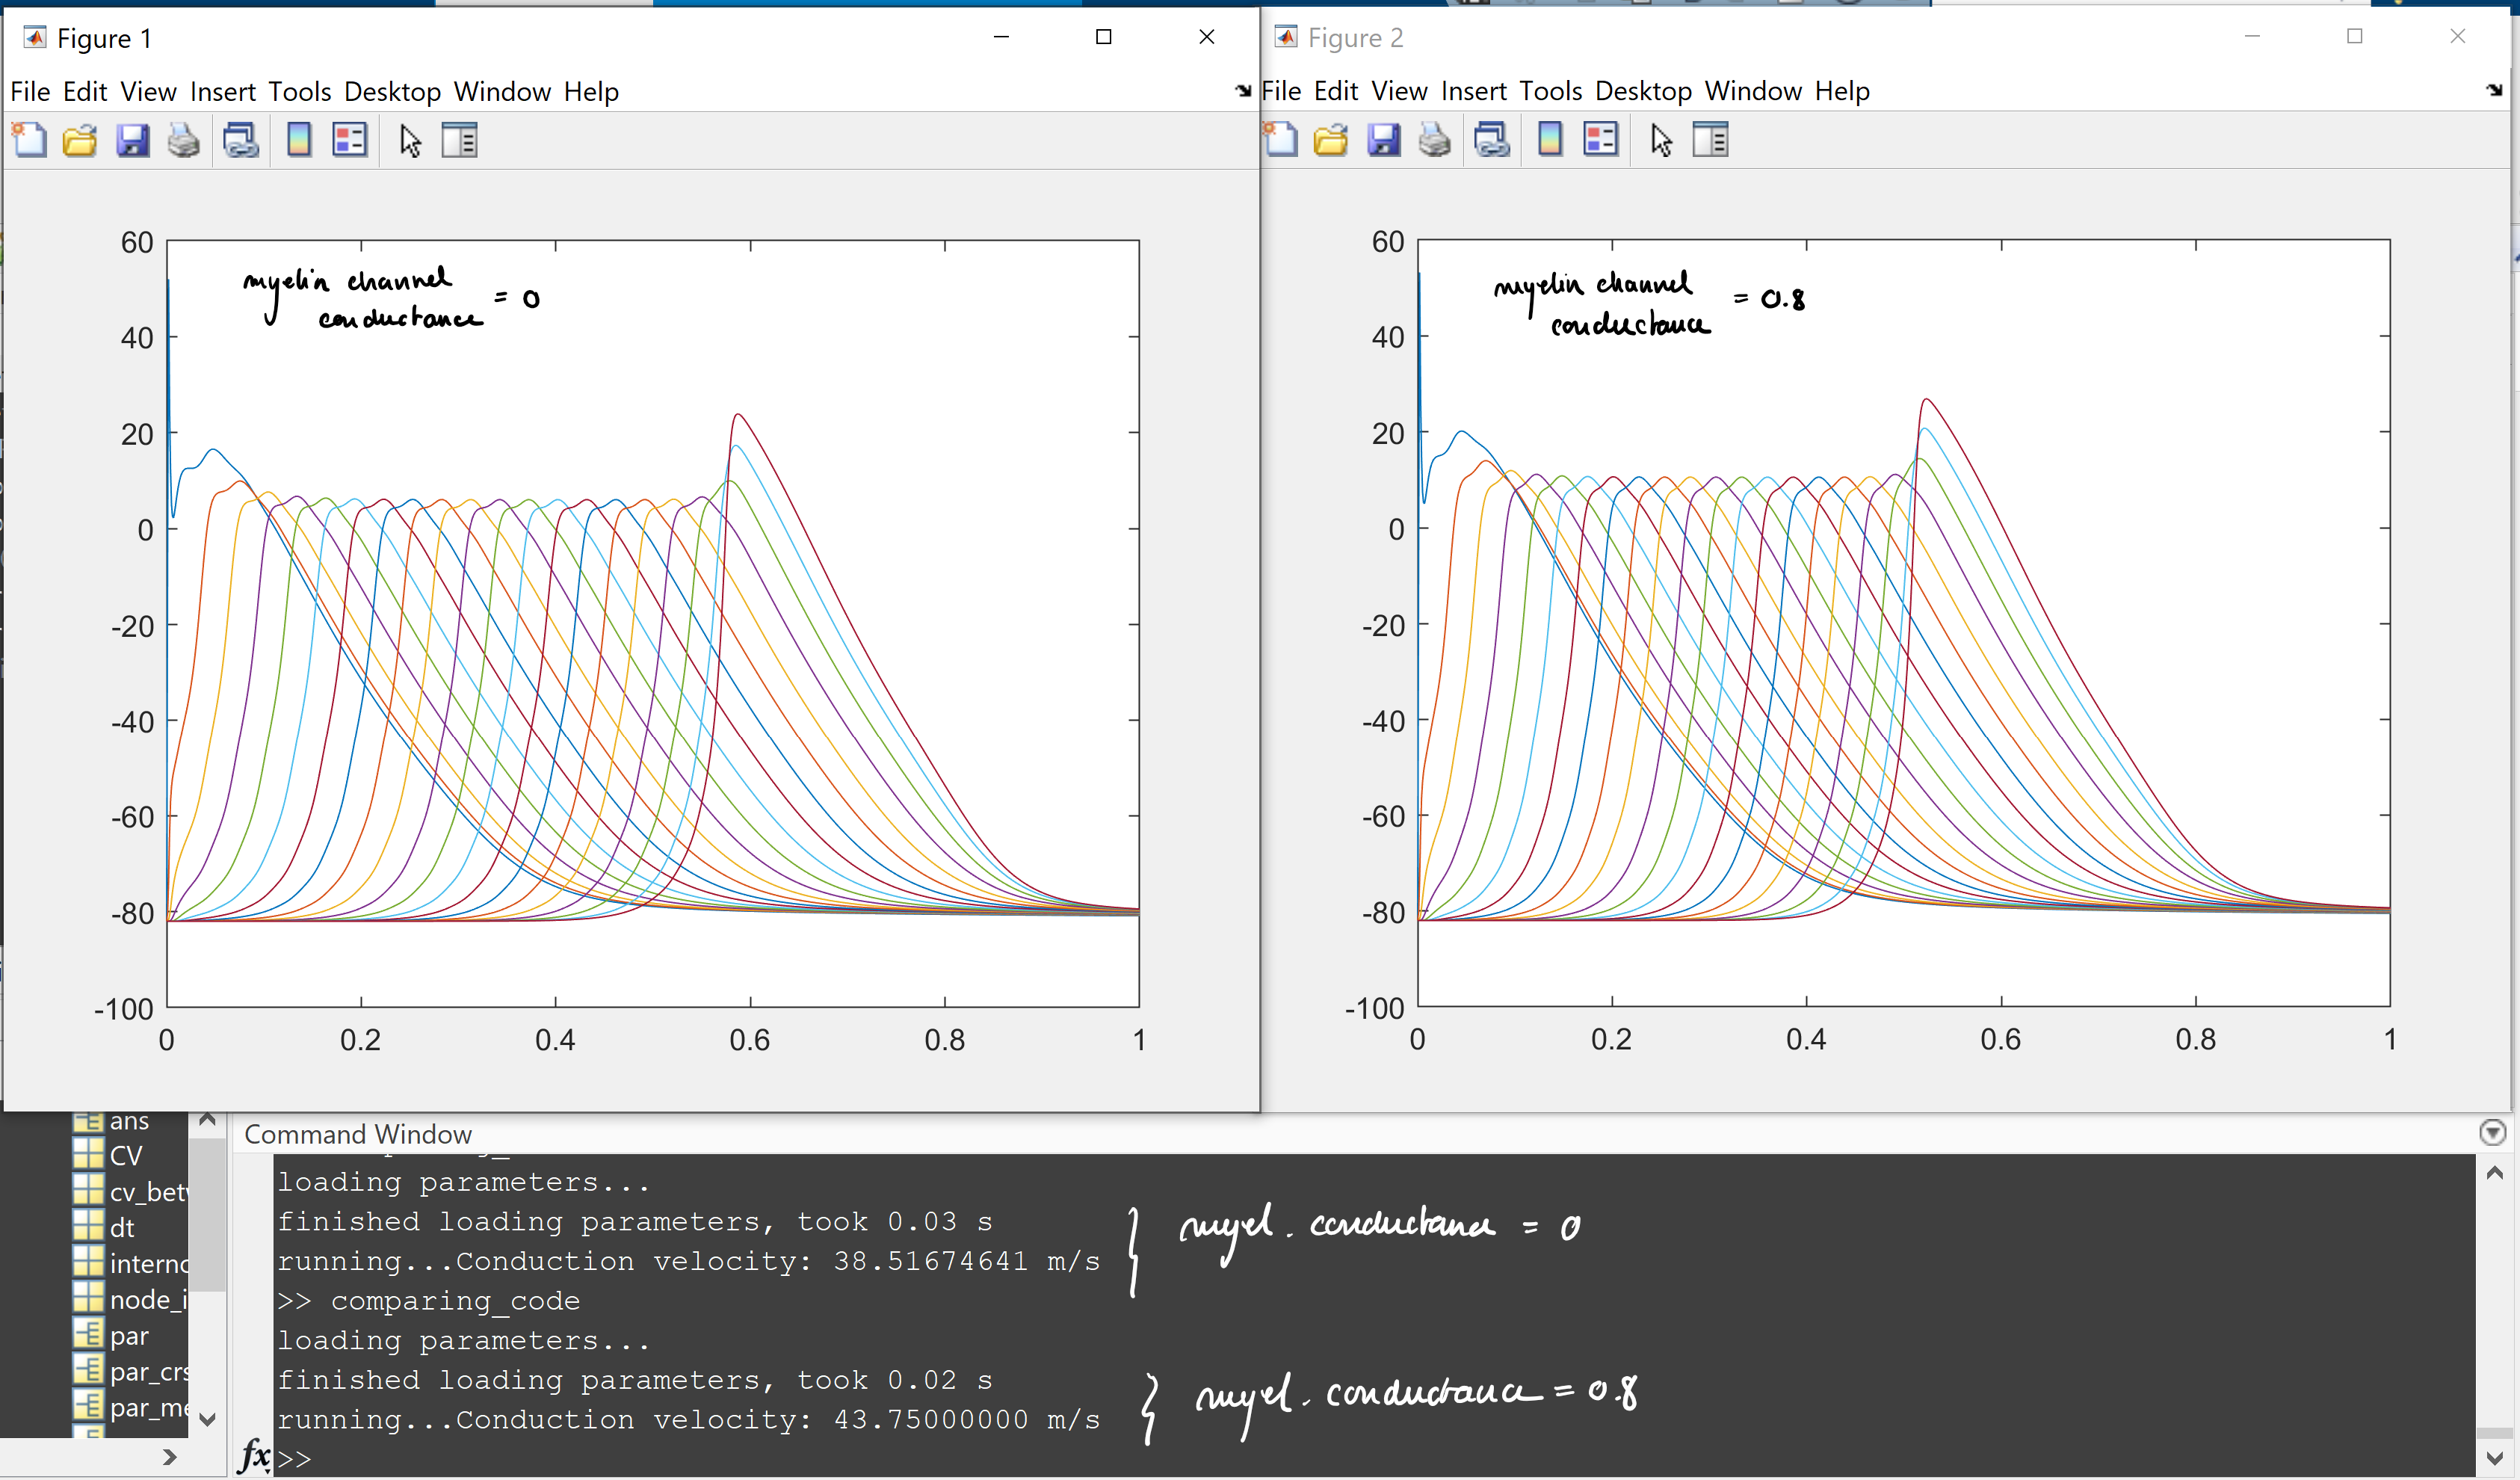 Figure 1
File Edit View Insert Tools Desktop Window Help
60
40
20
0
-20
-40
-60
-80
-100
0 0.2 0.4 0.6 0.8 1
myelin channel
conductance = 0
Figure 2
File Edit View Insert Tools Desktop Window Help
60
40
20
0
-20
-40
-60
-80
-100
0 0.2 0.4 0.6 0.8 1
myelin channel
conductance = 0.8
ans
CV
cv_bet
dt
intern
node_i
par
par_crs
par_me
Command Window
loading parameters...
finished loading parameters, took 0.03 s
running...Conduction velocity: 38.51674641 m/s
>> comparing_code
loading parameters...
finished loading parameters, took 0.02 s
running...Conduction velocity: 43.75000000 m/s
fx >>
myel. conductance = 0
myel. conductance = 0.8